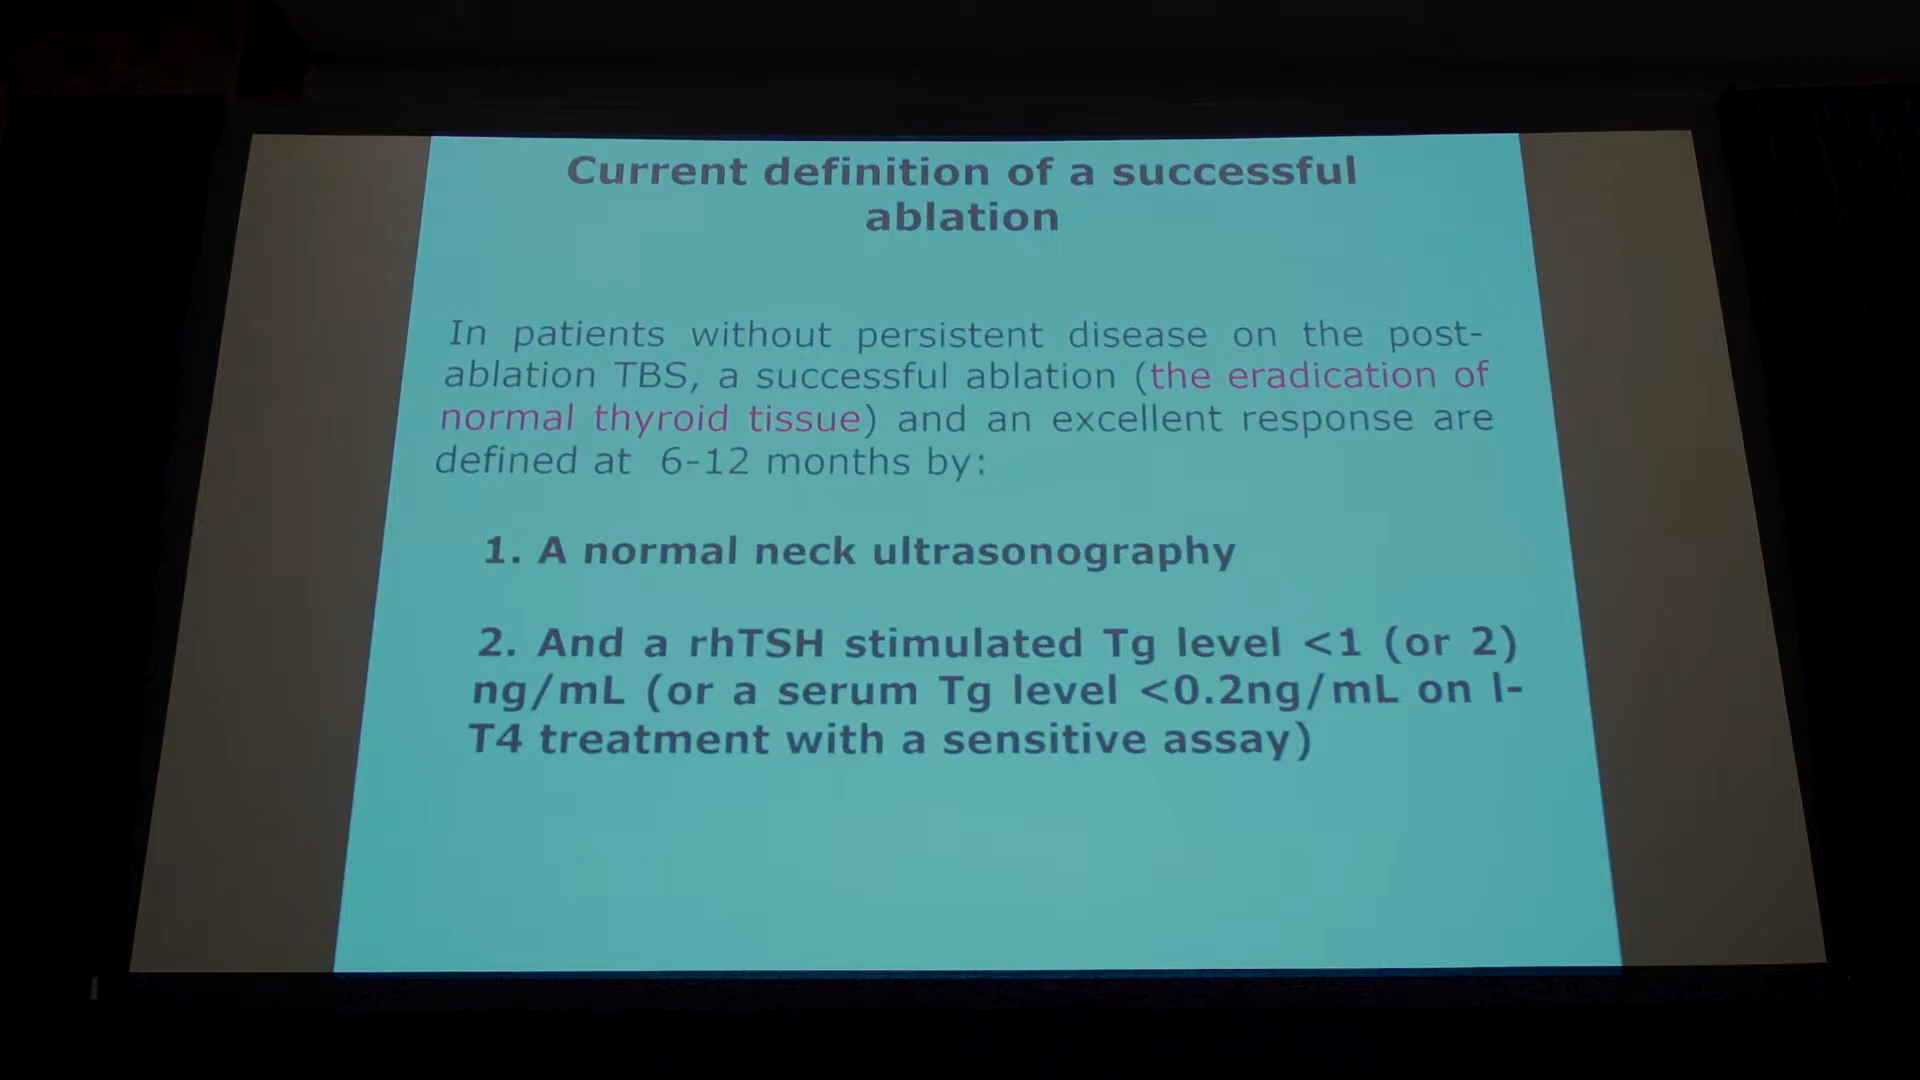 Current definition of a successful
ablation
In patients without persistent disease on the post-
ablation TBS, a successful ablation (the eradication of
normal thyroid tissue) and an excellent response are
defined at 6-12 months by:
1. A normal neck ultrasonography
2. And a rhTSH stimulated Tg level <1 (or 2)
ng/mL (or a serum Tg level <0.2ng/mL on l-
T4 treatment with a sensitive assay)